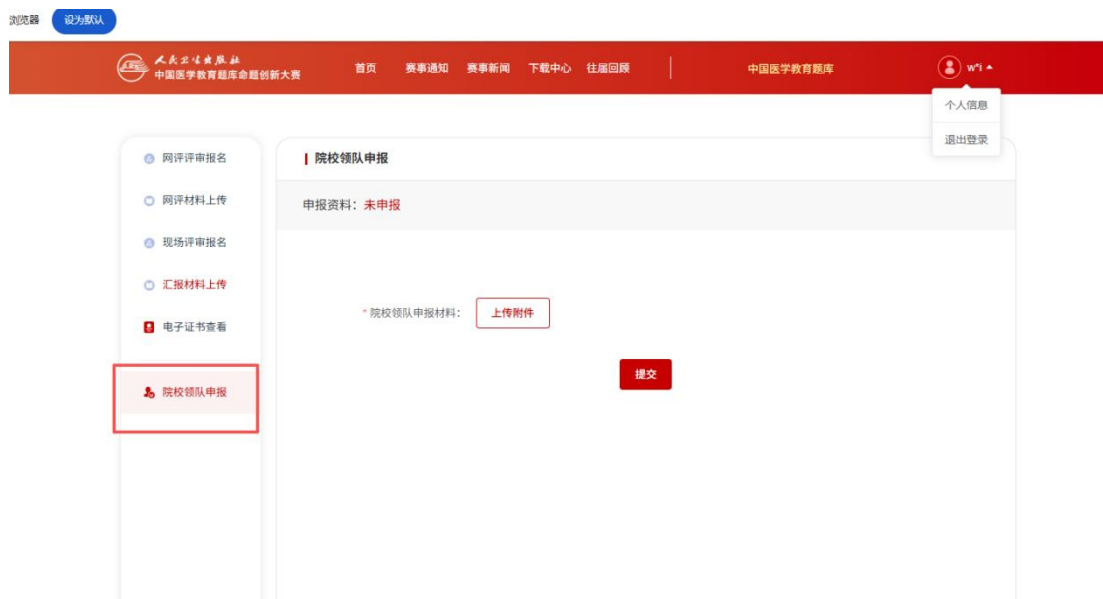 浏览器 设为默认
人民卫生出版社
中国医学教育题库命题创新大赛
首页 赛事通知 赛事新闻 下载中心 往届回顾 中国医学教育题库 w*i
个人信息
退出登录
网评评审报名
网评材料上传
现场评审报名
汇报材料上传
电子证书查看
院校领队申报
院校领队申报
申报资料：未申报
* 院校领队申报材料： 上传附件
提交